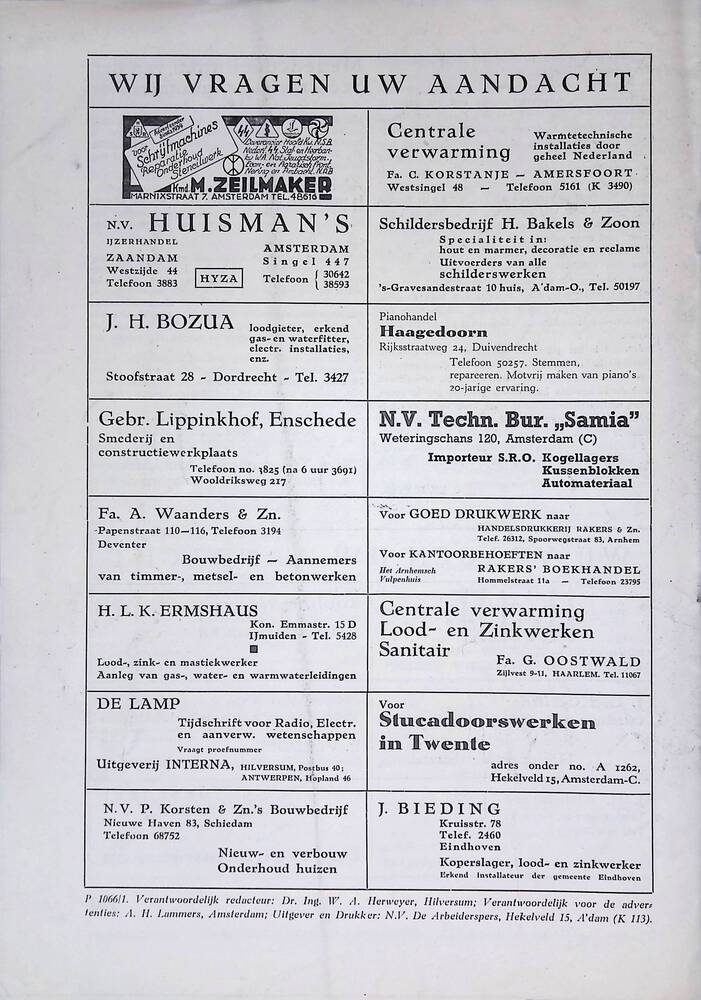 WIJ VRAGEN UW AANDACHT
Adverteerder
sinds 1936
voor
Schrijfmachines
Reparatie
Onderhoud
Stencilwerk
Leverancier Hoofd Kw. N.S.B.
Kmd. M. ZEILMAKER
MARNIXSTRAAT 7. AMSTERDAM TEL. 48616
Centrale
verwarming
Warmtetechnische
installaties door
geheel Nederland
Fa. C. KORSTANJE — AMERSFOORT
Westsingel 48 — Telefoon 5161 (K 3490)
N.V. HUISMAN'S
IJZERHANDEL
ZAANDAM
Westzijde 44
Telefoon 3883
HYZA
AMSTERDAM
Singel 447
Telefoon { 30642
38593
Schildersbedrijf H. Bakels & Zoon
Specialiteit in:
hout en marmer, decoratie en reclame
Uitvoerders van alle
schilderswerken
's-Gravesandestraat 10 huis, A'dam-O., Tel. 50197
J. H. BOZUA
loodgieter, erkend
gas- en waterfitter,
electr. installaties,
enz.
Stoofstraat 28 - Dordrecht - Tel. 3427
Pianohandel
Haagedoorn
Rijksstraatweg 24, Duivendrecht
Telefoon 50257. Stemmen,
repareeren. Motvrij maken van piano's
20-jarige ervaring.
Gebr. Lippinkhof, Enschede
Smederij en
constructiewerkplaats
Telefoon no. 3825 (na 6 uur 3691)
Wooldriksweg 217
N.V. Techn. Bur. „Samia”
Weteringschans 120, Amsterdam (C)
Importeur S.R.O. Kogellagers
Kussenblokken
Automateriaal
Fa. A. Waanders & Zn.
Papenstraat 110—116, Telefoon 3194
Deventer
Bouwbedrijf — Aannemers
van timmer-, metsel- en betonwerken
Voor GOED DRUKWERK naar
HANDELSDRUKKERIJ RAKERS & Zn.
Telef. 26312, Spoorwegstraat 83, Arnhem
Voor KANTOORBEHOEFTEN naar
Het Arnhemsch
Vulpenhuis
RAKERS' BOEKHANDEL
Hommelstraat 11a — Telefoon 23795
H. L. K. ERMSHAUS
Kon. Emmastr. 15 D
IJmuiden - Tel. 5428
Lood-, zink- en mastiekwerker
Aanleg van gas-, water- en warmwaterleidingen
Centrale verwarming
Lood- en Zinkwerken
Sanitair
Fa. G. OOSTWALD
Zijlvest 9-11, HAARLEM. Tel. 11067
DE LAMP
Tijdschrift voor Radio, Electr.
en aanverw. wetenschappen
Vraagt proefnummer
Uitgeverij INTERNA, HILVERSUM, Postbus 40;
ANTWERPEN, Hopland 46
Voor
Stucadoorswerken
in Twente
adres onder no. A 1262,
Hekelveld 15, Amsterdam-C.
N.V. P. Korsten & Zn.'s Bouwbedrijf
Nieuwe Haven 83, Schiedam
Telefoon 68752
Nieuw- en verbouw
Onderhoud huizen
J. BIEDING
Kruisstr. 78
Telef. 2460
Eindhoven
Koperslager, lood- en zinkwerker
Erkend installateur der gemeente Eindhoven
P 1066/1. Verantwoordelijk redacteur: Dr. Ing. W. A. Herweyer, Hilversum; Verantwoordelijk voor de adver-
tenties: A. H. Lammers, Amsterdam; Uitgever en Drukker: N.V. De Arbeiderspers, Hekelveld 15, A'dam (K 113).